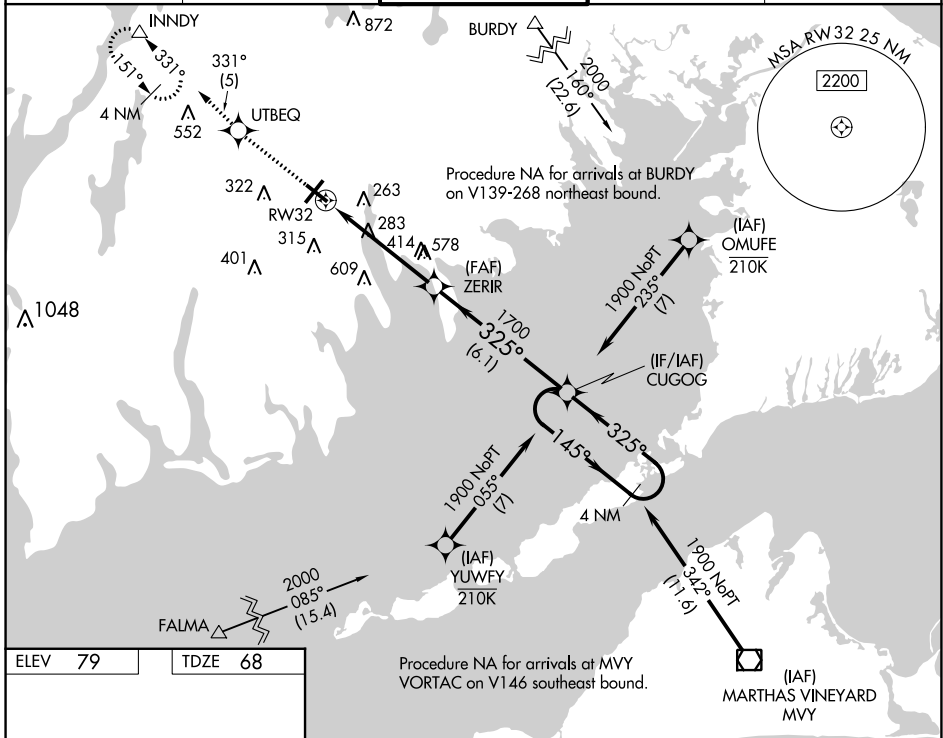 INNDY
872
BURDY
MSA RW 32 25 NM
2200
331°
151°
4 NM
331°
(5)
2000
160°
(22.6)
552
UTBEQ
Procedure NA for arrivals at BURDY
on V139-268 northeast bound.
322
263
RW32
283
315
414
578
401
609
(FAF)
ZERIR
(IAF)
OMUFE
210K
1900 NoPT
235°
(7)
1048
1700
325°
(6.1)
(IF/IAF)
CUGOG
325°
145°
4 NM
1900 NoPT
055°
(7)
(IAF)
YUWFY
210K
1900 NoPT
342°
(11.6)
2000
085°
(15.4)
FALMA
ELEV 79
TDZE 68
Procedure NA for arrivals at MVY
VORTAC on V146 southeast bound.
(IAF)
MARTHAS VINEYARD
MVY